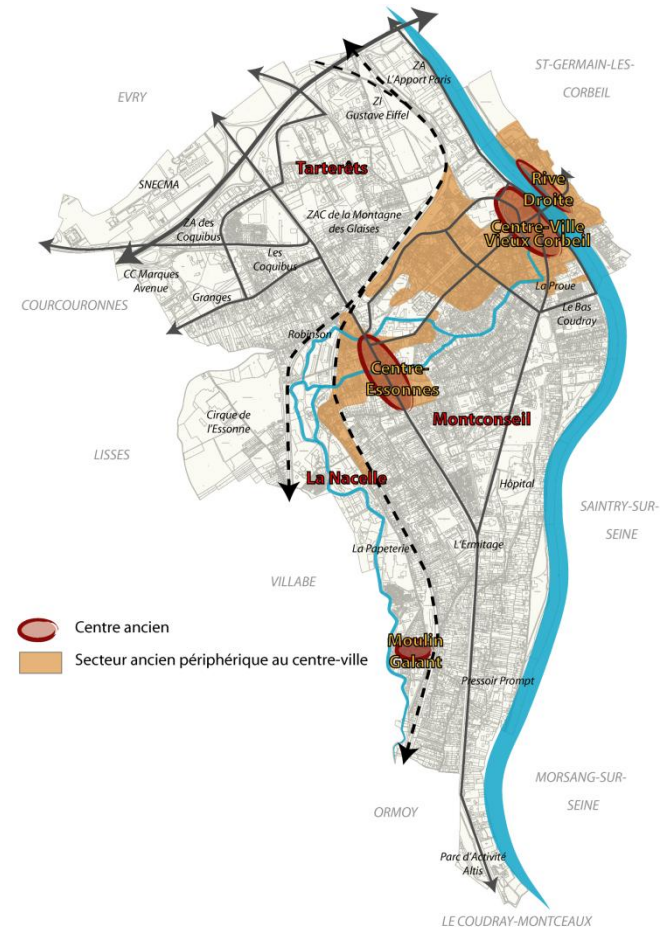 ZA
L'Apport Paris
ST-GERMAIN-LES-
CORBEIL
EVRY
ZI
Gustave Eiffel
Tarterêts
Rive
Droite
SNECMA
ZAC de la Montagne
des Glaises
Centre-Ville
Vieux Corbeil
ZA des
Coquibus
Les
Coquibus
CC Marques
Avenue
La Proue
Granges
Le Bas
Coudray
COURCOURONNES
Robinson
Centre-
Essonnes
Cirque de
l'Essonne
Montconseil
LISSES
La Nacelle
Hôpital
SAINTRY-SUR-
SEINE
La Papeterie
L'Ermitage
VILLABE
Centre ancien
Moulin
Galant
Secteur ancien périphérique au centre-ville
Pressoir Prompt
MORSANG-SUR-
SEINE
ORMOY
Parc d'Activité
Altis
LE COUDRAY-MONTCEAUX